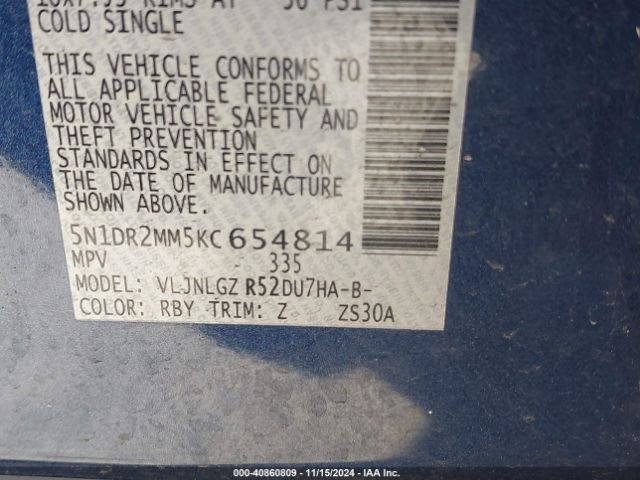 COLD SINGLE
THIS VEHICLE CONFORMS TO
ALL APPLICABLE FEDERAL
MOTOR VEHICLE SAFETY AND
THEFT PREVENTION
STANDARDS IN EFFECT ON
THE DATE OF MANUFACTURE
SHOWN ABOVE.
5N1DR2MM5KC654814
MPV 335
MODEL: VLJNLGZ R52DU7HA-B-
COLOR: RBY TRIM: Z ZS30A
000-40860809 - 11/15/2024 - IAA Inc.